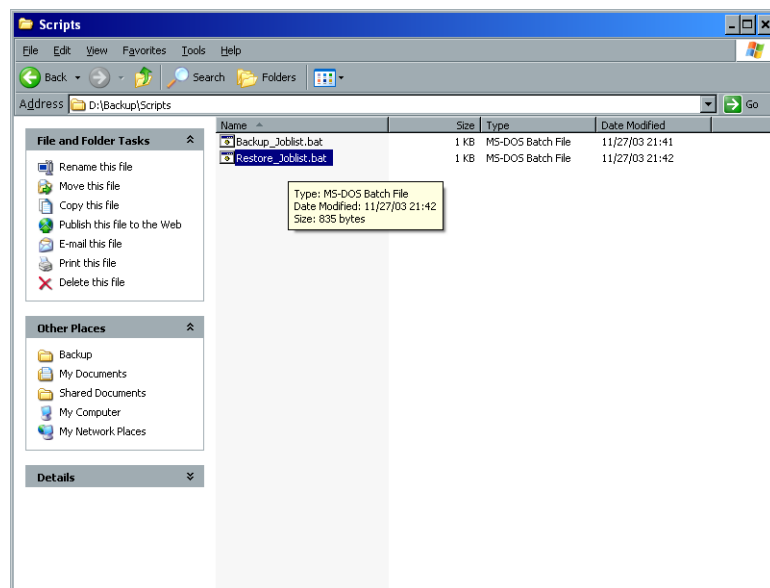 Scripts
File Edit View Favorites Tools Help
Back Search Folders
Address D:\Backup\Scripts Go
File and Folder Tasks
Rename this file
Move this file
Copy this file
Publish this file to the Web
E-mail this file
Print this file
Delete this file
Other Places
Backup
My Documents
Shared Documents
My Computer
My Network Places
Details
Name Size Type Date Modified
Backup_Joblist.bat 1 KB MS-DOS Batch File 11/27/03 21:41
Restore_Joblist.bat 1 KB MS-DOS Batch File 11/27/03 21:42
Type: MS-DOS Batch File
Date Modified: 11/27/03 21:42
Size: 835 bytes